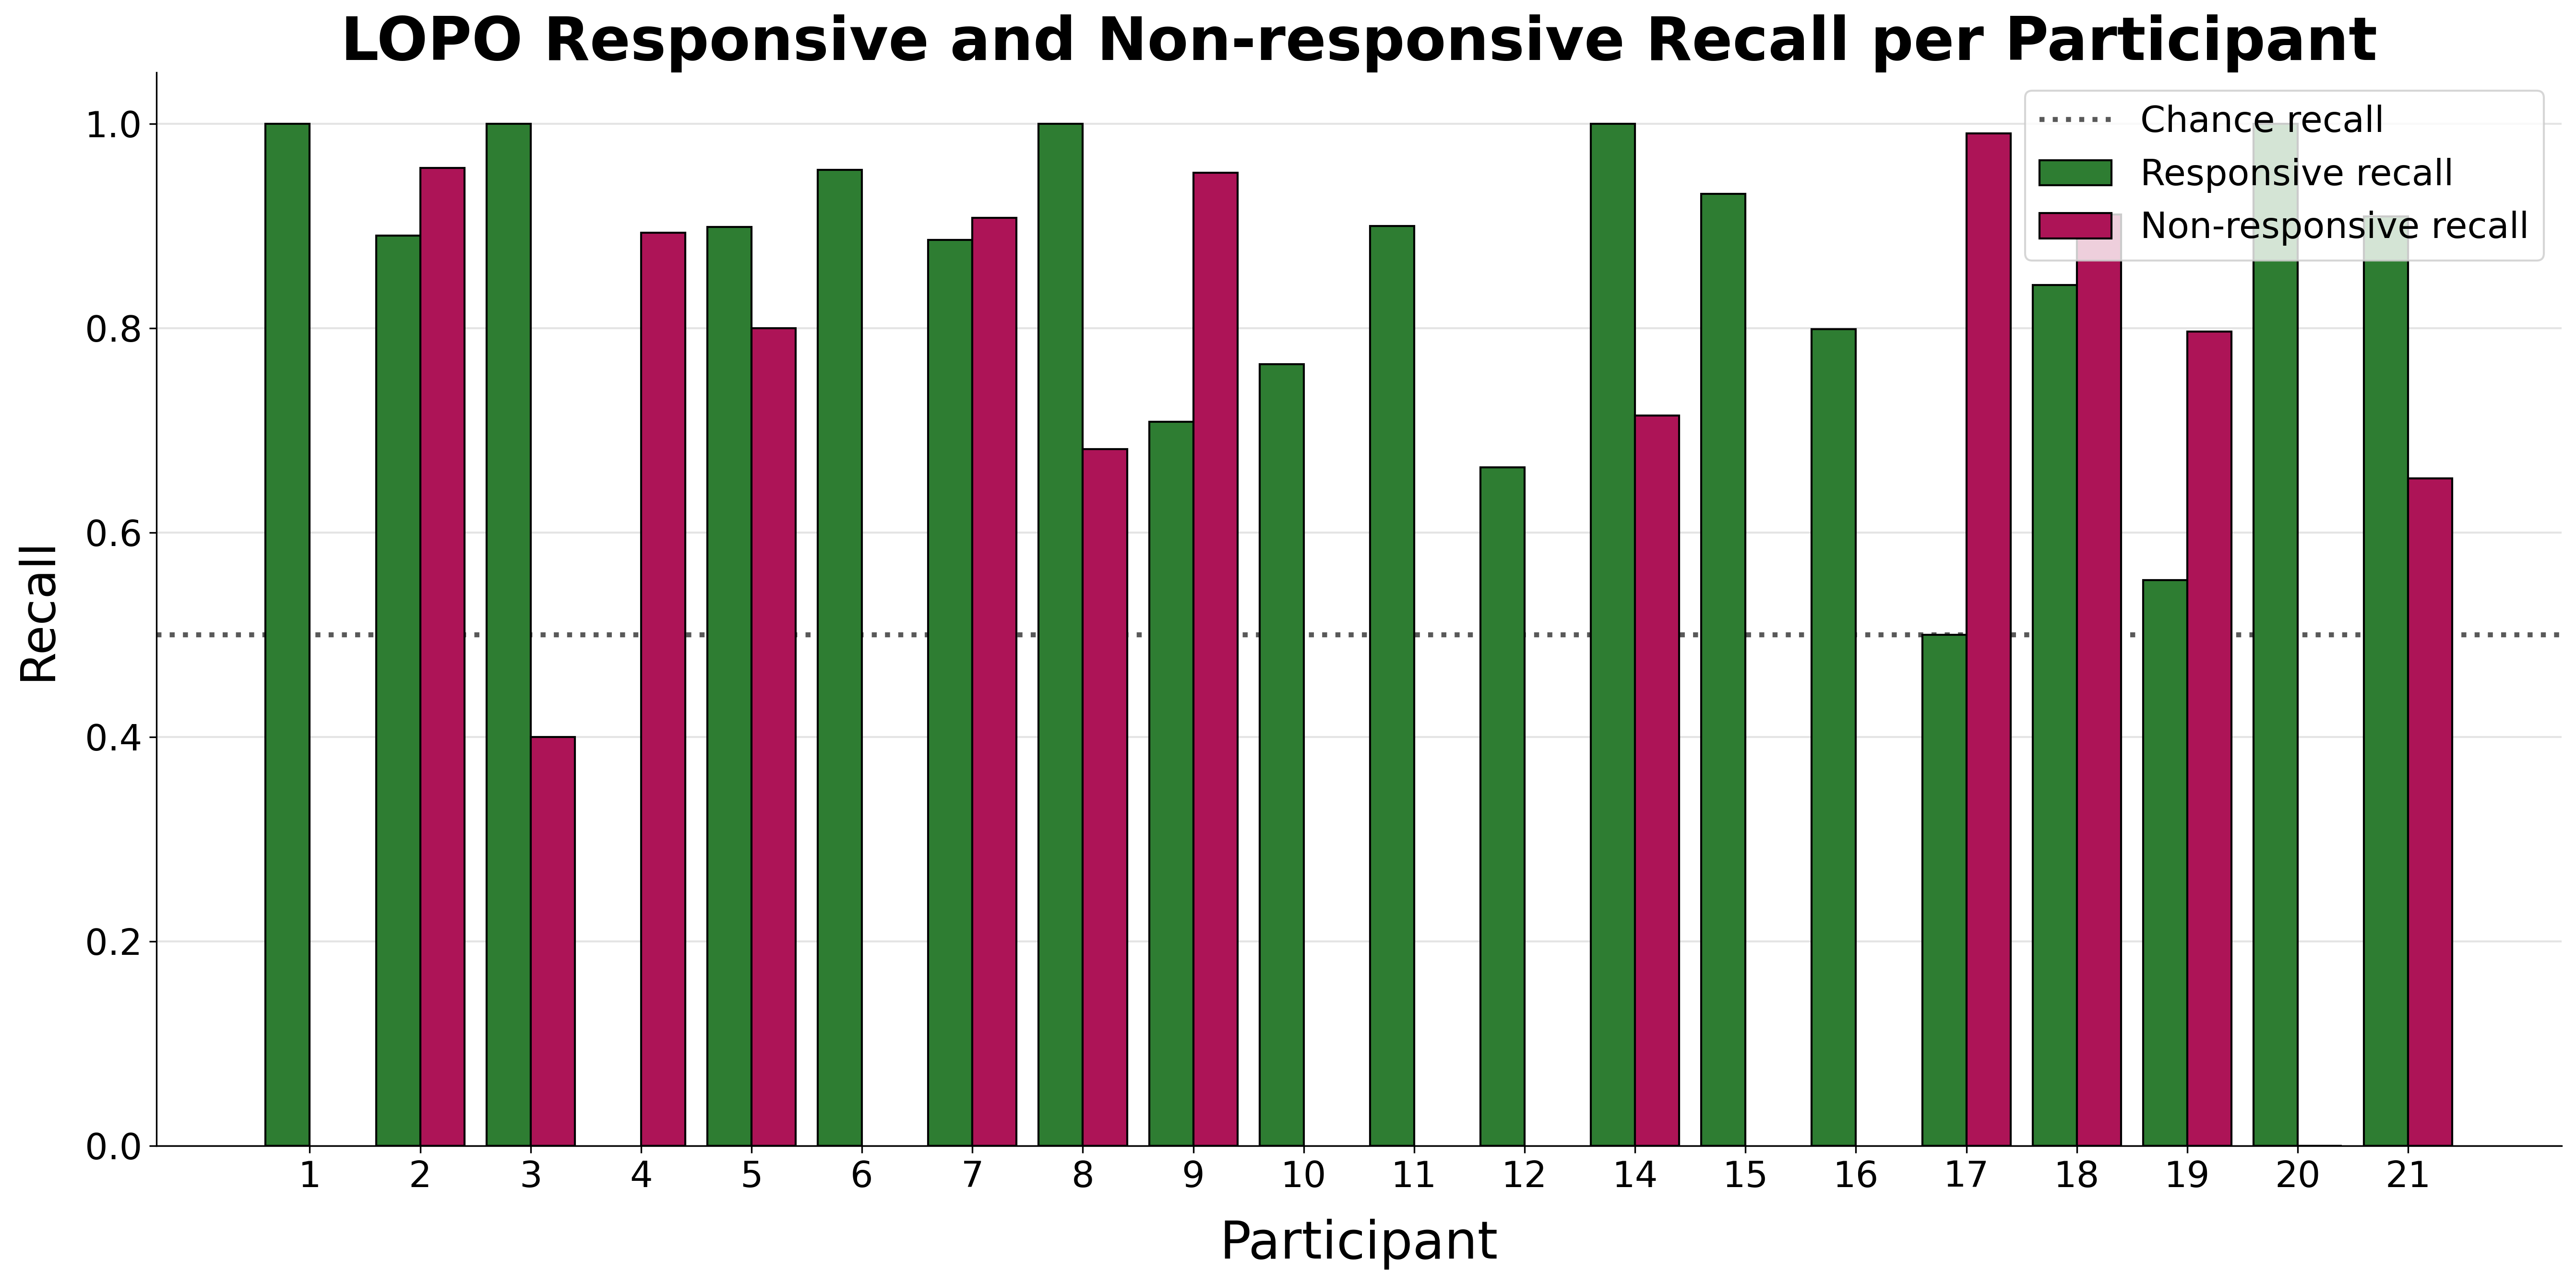 LOPO Responsive and Non-responsive Recall per Participant
Chance recall
Responsive recall
Non-responsive recall
1.0
0.8
0.6
0.4
0.2
0.0
Recall
1 2 3 4 5 6 7 8 9 10 11 12 14 15 16 17 18 19 20 21
Participant